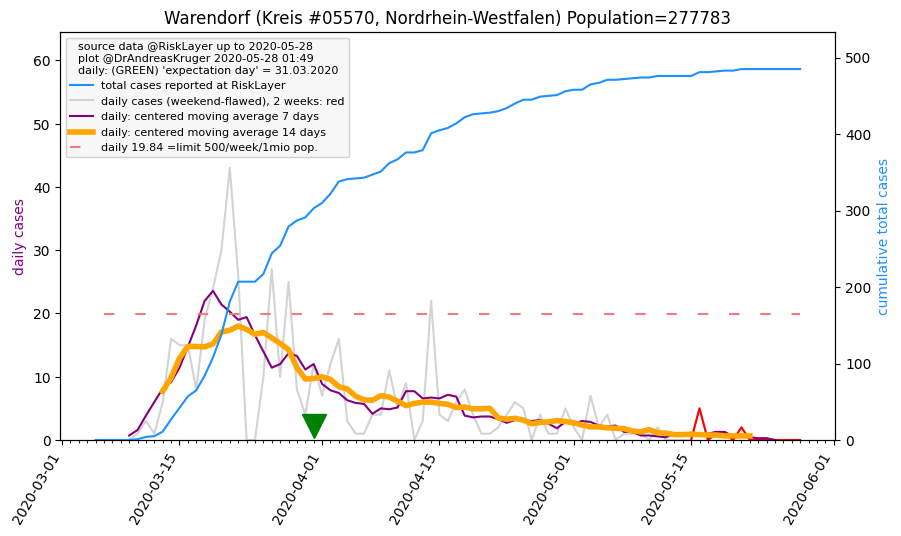 Warendorf (Kreis #05570, Nordrhein-Westfalen) Population=277783
source data @RiskLayer up to 2020-05-28
plot @DrAndreasKruger 2020-05-28 01:49
daily: (GREEN) 'expectation day' = 31.03.2020
total cases reported at RiskLayer
daily cases (weekend-flawed), 2 weeks: red
daily: centered moving average 7 days
daily: centered moving average 14 days
daily 19.84 =limit 500/week/1mio pop.
daily cases
60
50
40
30
20
10
0
cumulative total cases
500
400
300
200
100
0
2020-03-01
2020-03-15
2020-04-01
2020-04-15
2020-05-01
2020-05-15
2020-06-01